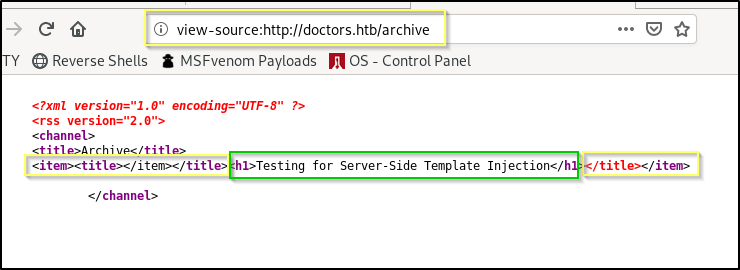 view-source:http://doctors.htb/archive
TY Reverse Shells MSFvenom Payloads OS - Control Panel
<?xml version="1.0" encoding="UTF-8" ?>
<rss version="2.0">
<channel>
<title>Archive</title>
<item><title></item></title><h1>Testing for Server-Side Template Injection</h1></title></item>
</channel>